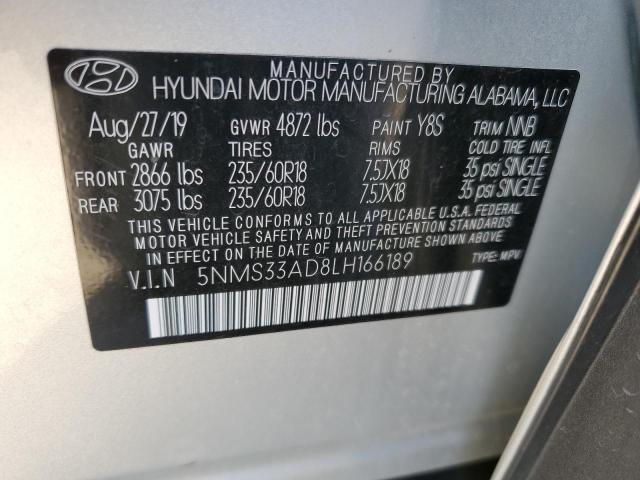 MANUFACTURED BY
HYUNDAI MOTOR MANUFACTURING ALABAMA, LLC
Aug/27/19 GVWR 4872 lbs PAINT Y8S TRIM NNB
GAWR TIRES RIMS COLD TIRE INFL
FRONT 2866 lbs 235/60R18 7.5JX18 35 psi SINGLE
REAR 3075 lbs 235/60R18 7.5JX18 35 psi SINGLE
THIS VEHICLE CONFORMS TO ALL APPLICABLE U.S.A. FEDERAL
MOTOR VEHICLE SAFETY AND THEFT PREVENTION STANDARDS
IN EFFECT ON THE DATE OF MANUFACTURE SHOWN ABOVE.
V.I.N 5NMS33AD8LH166189 TYPE: MPV